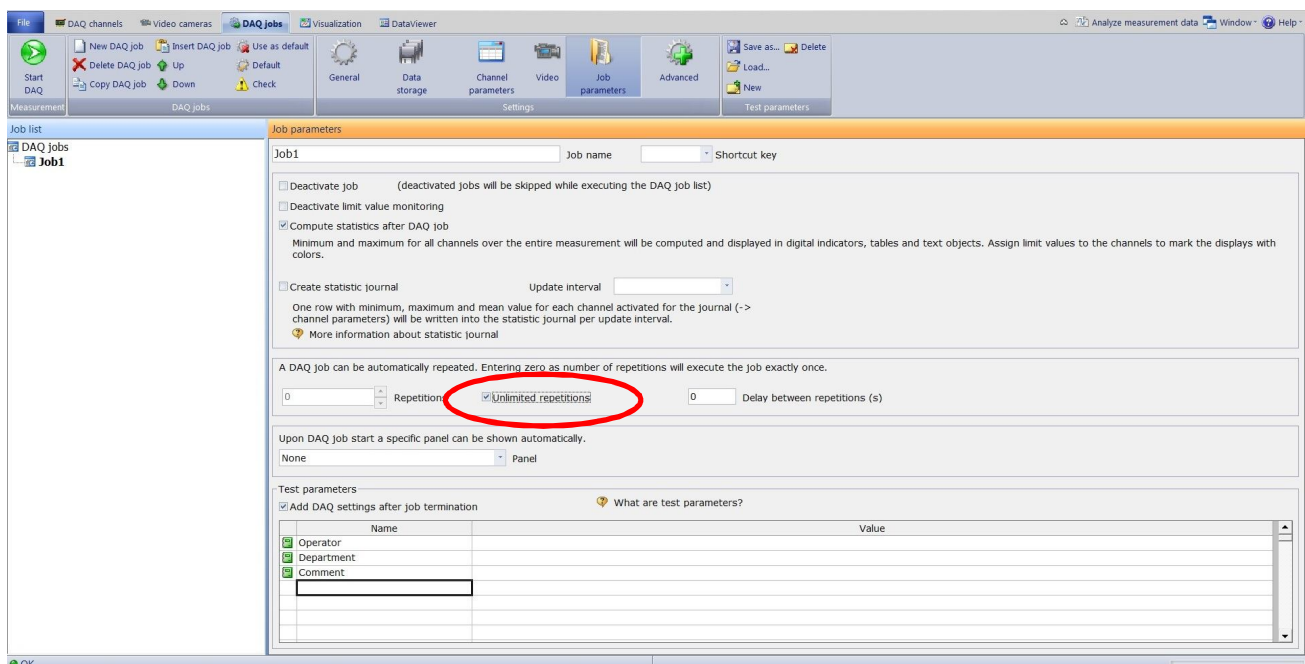 File
DAQ channels
Video cameras
DAQ jobs
Visualization
DataViewer
Analyze measurement data
Window
Help
Start
DAQ
New DAQ job
Insert DAQ job
Use as default
Delete DAQ job
Up
Default
Copy DAQ job
Down
Check
General
Data
storage
Channel
parameters
Video
Job
parameters
Advanced
Save as...
Delete
Load...
New
Measurement
DAQ jobs
Settings
Test parameters
Job list
DAQ jobs
Job1
Job parameters
Job1
Job name
Shortcut key
Deactivate job (deactivated jobs will be skipped while executing the DAQ job list)
Deactivate limit value monitoring
Compute statistics after DAQ job
Minimum and maximum for all channels over the entire measurement will be computed and displayed in digital indicators, tables and text objects. Assign limit values to the channels to mark the displays with
colors.
Create statistic journal
Update interval
One row with minimum, maximum and mean value for each channel activated for the journal (->
channel parameters) will be written into the statistic journal per update interval.
More information about statistic journal
A DAQ job can be automatically repeated. Entering zero as number of repetitions will execute the job exactly once.
0
Repetitions
Unlimited repetitions
0
Delay between repetitions (s)
Upon DAQ job start a specific panel can be shown automatically.
None
Panel
Test parameters
Add DAQ settings after job termination
What are test parameters?
Name
Value
Operator
Department
Comment
OK